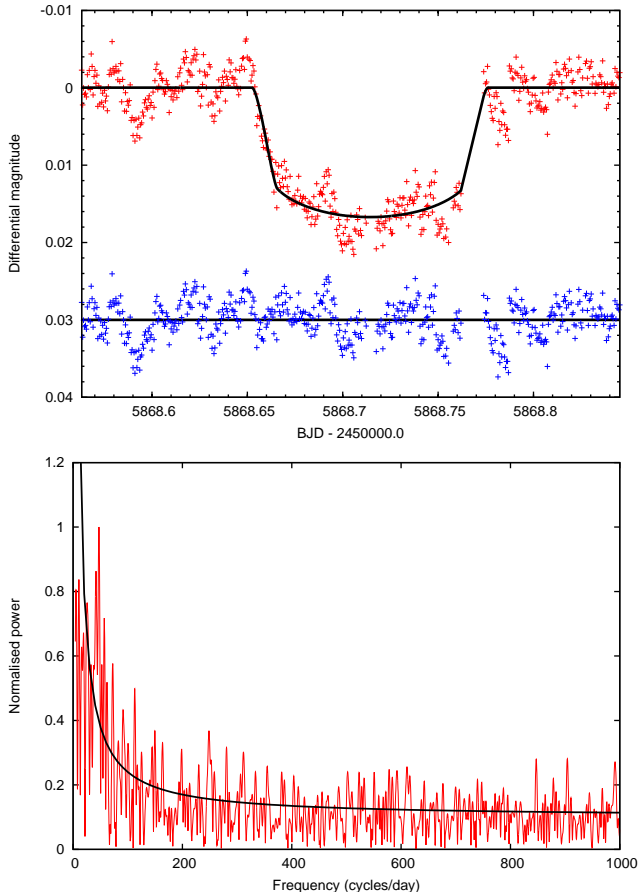 -0.01
0
0.01
0.02
0.03
0.04
Differential magnitude
5868.6 5868.65 5868.7 5868.75 5868.8
BJD - 2450000.0
1.2
1
0.8
0.6
0.4
0.2
0
Normalised power
0 200 400 600 800 1000
Frequency (cycles/day)